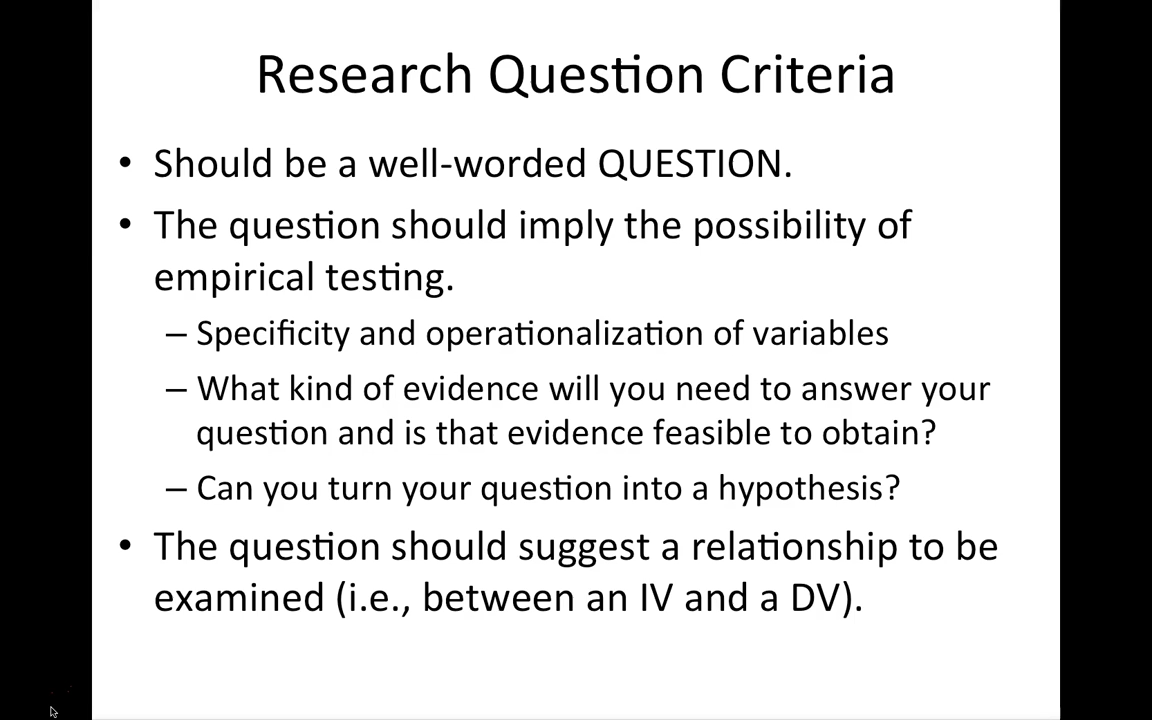 Research Question Criteria
• Should be a well-worded QUESTION.
• The question should imply the possibility of
empirical testing.
– Specificity and operationalization of variables
– What kind of evidence will you need to answer your
question and is that evidence feasible to obtain?
– Can you turn your question into a hypothesis?
• The question should suggest a relationship to be
examined (i.e., between an IV and a DV).